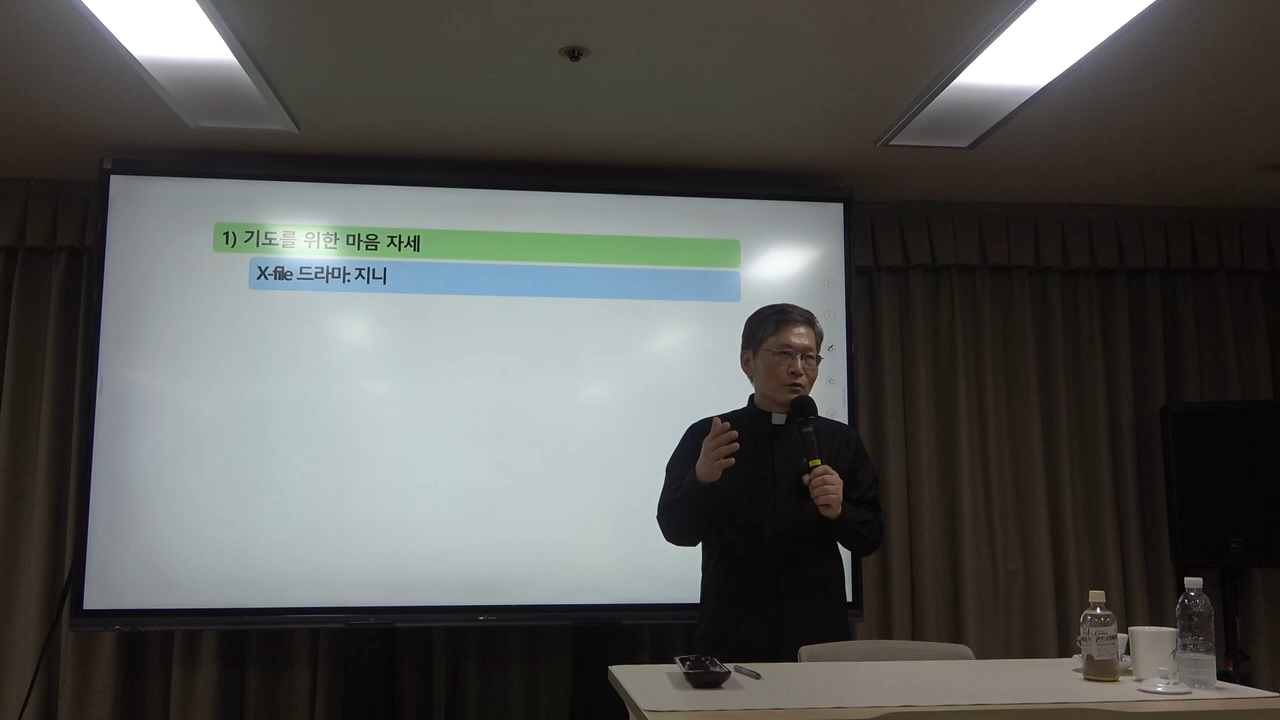 1) 기도를 위한 마음 자세
X-file 드라마: 지니